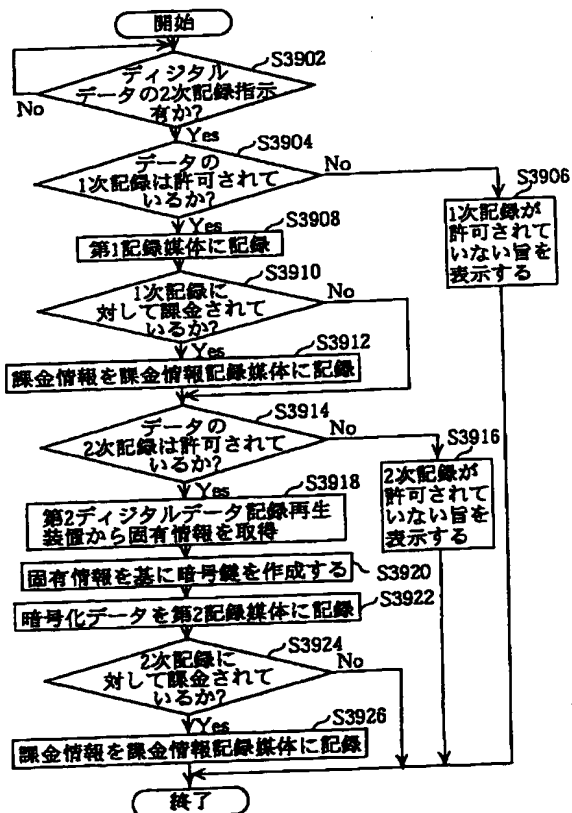 開始
S3902
ディジタル
データの2次記録指示
有か?
No
Yes
S3904
データの
1次記録は許可されて
いるか?
No
Yes
S3906
1次記録が
許可されて
いない旨を
表示する
S3908
第1記録媒体に記録
S3910
1次記録に
対して課金されて
いるか?
No
Yes
S3912
課金情報を課金情報記録媒体に記録
S3914
データの
2次記録は許可されて
いるか?
No
Yes
S3916
2次記録が
許可されて
いない旨を
表示する
S3918
第2ディジタルデータ記録再生
装置から固有情報を取得
固有情報を基に暗号鍵を作成する
S3920
暗号化データを第2記録媒体に記録
S3922
S3924
2次記録に
対して課金されて
いるか?
No
Yes
S3926
課金情報を課金情報記録媒体に記録
終了